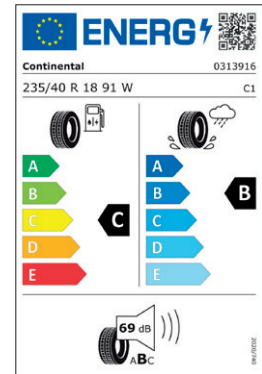 ENERG
Continental 0313916
235/40 R 18 91 W C1
A A
B B B
C C C
D D
E E
69 dB
ABC
2020/740